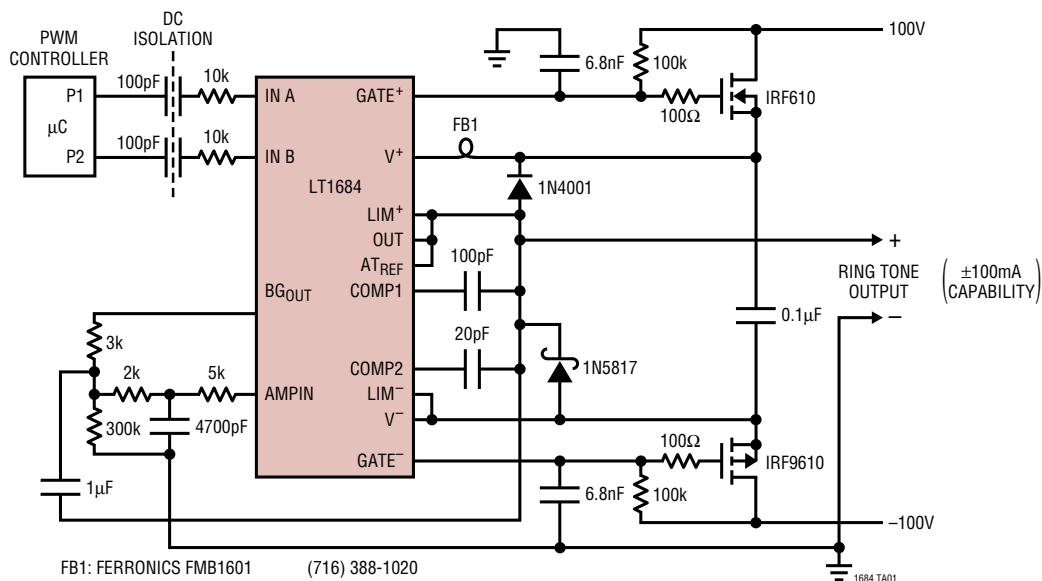 DC
ISOLATION
PWM
CONTROLLER
P1
µC
P2
100pF
10k
100pF
10k
IN A
IN B
GATE+
V+
LT1684
LIM+
OUT
ATREF
COMP1
BGOUT
COMP2
AMPIN
LIM–
V–
GATE–
3k
2k
5k
300k
4700pF
1µF
6.8nF
100k
100Ω
IRF610
100V
FB1
1N4001
100pF
20pF
1N5817
+
RING TONE
OUTPUT
–
(±100mA
CAPABILITY)
0.1µF
100Ω
IRF9610
6.8nF
100k
–100V
FB1: FERRONICS FMB1601 (716) 388-1020
1684 TA01